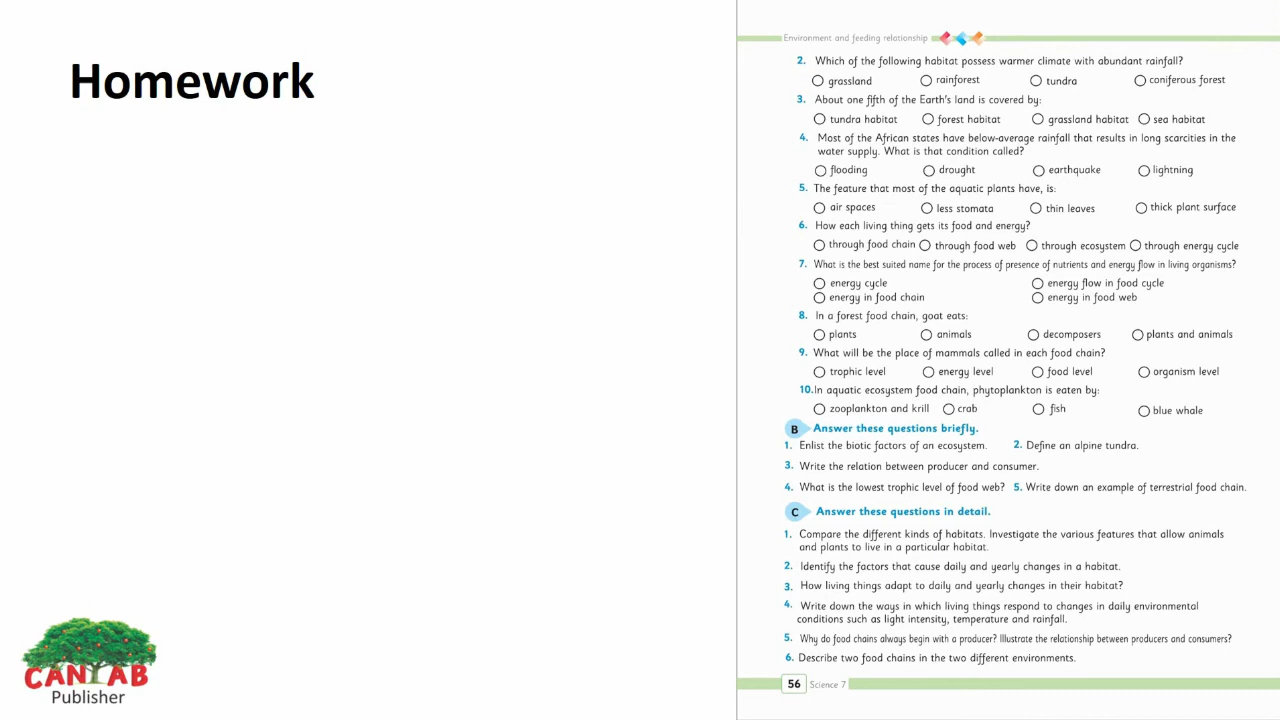 Homework
CANTAB
Publisher
Environment and feeding relationship
2. Which of the following habitat possess warmer climate with abundant rainfall?
grassland rainforest tundra coniferous forest
3. About one fifth of the Earth's land is covered by:
tundra habitat forest habitat grassland habitat sea habitat
4. Most of the African states have below-average rainfall that results in long scarcities in the
water supply. What is that condition called?
flooding drought earthquake lightning
5. The feature that most of the aquatic plants have, is:
air spaces less stomata thin leaves thick plant surface
6. How each living thing gets its food and energy?
through food chain through food web through ecosystem through energy cycle
7. What is the best suited name for the process of presence of nutrients and energy flow in living organisms?
energy cycle energy flow in food cycle
energy in food chain energy in food web
8. In a forest food chain, goat eats:
plants animals decomposers plants and animals
9. What will be the place of mammals called in each food chain?
trophic level energy level food level organism level
10. In aquatic ecosystem food chain, phytoplankton is eaten by:
zooplankton and krill crab fish blue whale
B Answer these questions briefly.
1. Enlist the biotic factors of an ecosystem. 2. Define an alpine tundra.
3. Write the relation between producer and consumer.
4. What is the lowest trophic level of food web? 5. Write down an example of terrestrial food chain.
C Answer these questions in detail.
1. Compare the different kinds of habitats. Investigate the various features that allow animals
and plants to live in a particular habitat.
2. Identify the factors that cause daily and yearly changes in a habitat.
3. How living things adapt to daily and yearly changes in their habitat?
4. Write down the ways in which living things respond to changes in daily environmental
conditions such as light intensity, temperature and rainfall.
5. Why do food chains always begin with a producer? Illustrate the relationship between producers and consumers?
6. Describe two food chains in the two different environments.
56 Science 7